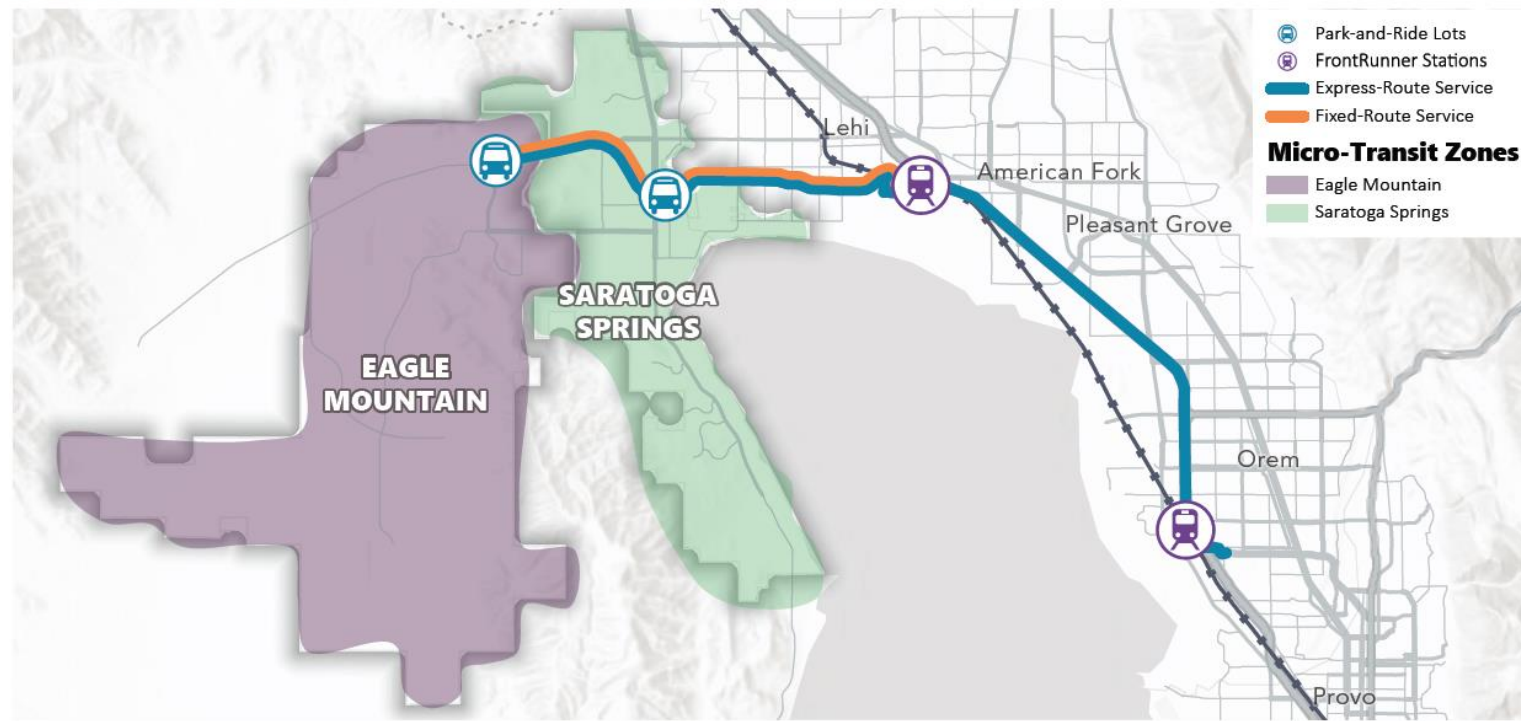 Park-and-Ride Lots
FrontRunner Stations
Express-Route Service
Fixed-Route Service
Micro-Transit Zones
Eagle Mountain
Saratoga Springs
Lehi
American Fork
Pleasant Grove
SARATOGA
SPRINGS
EAGLE
MOUNTAIN
Orem
Provo